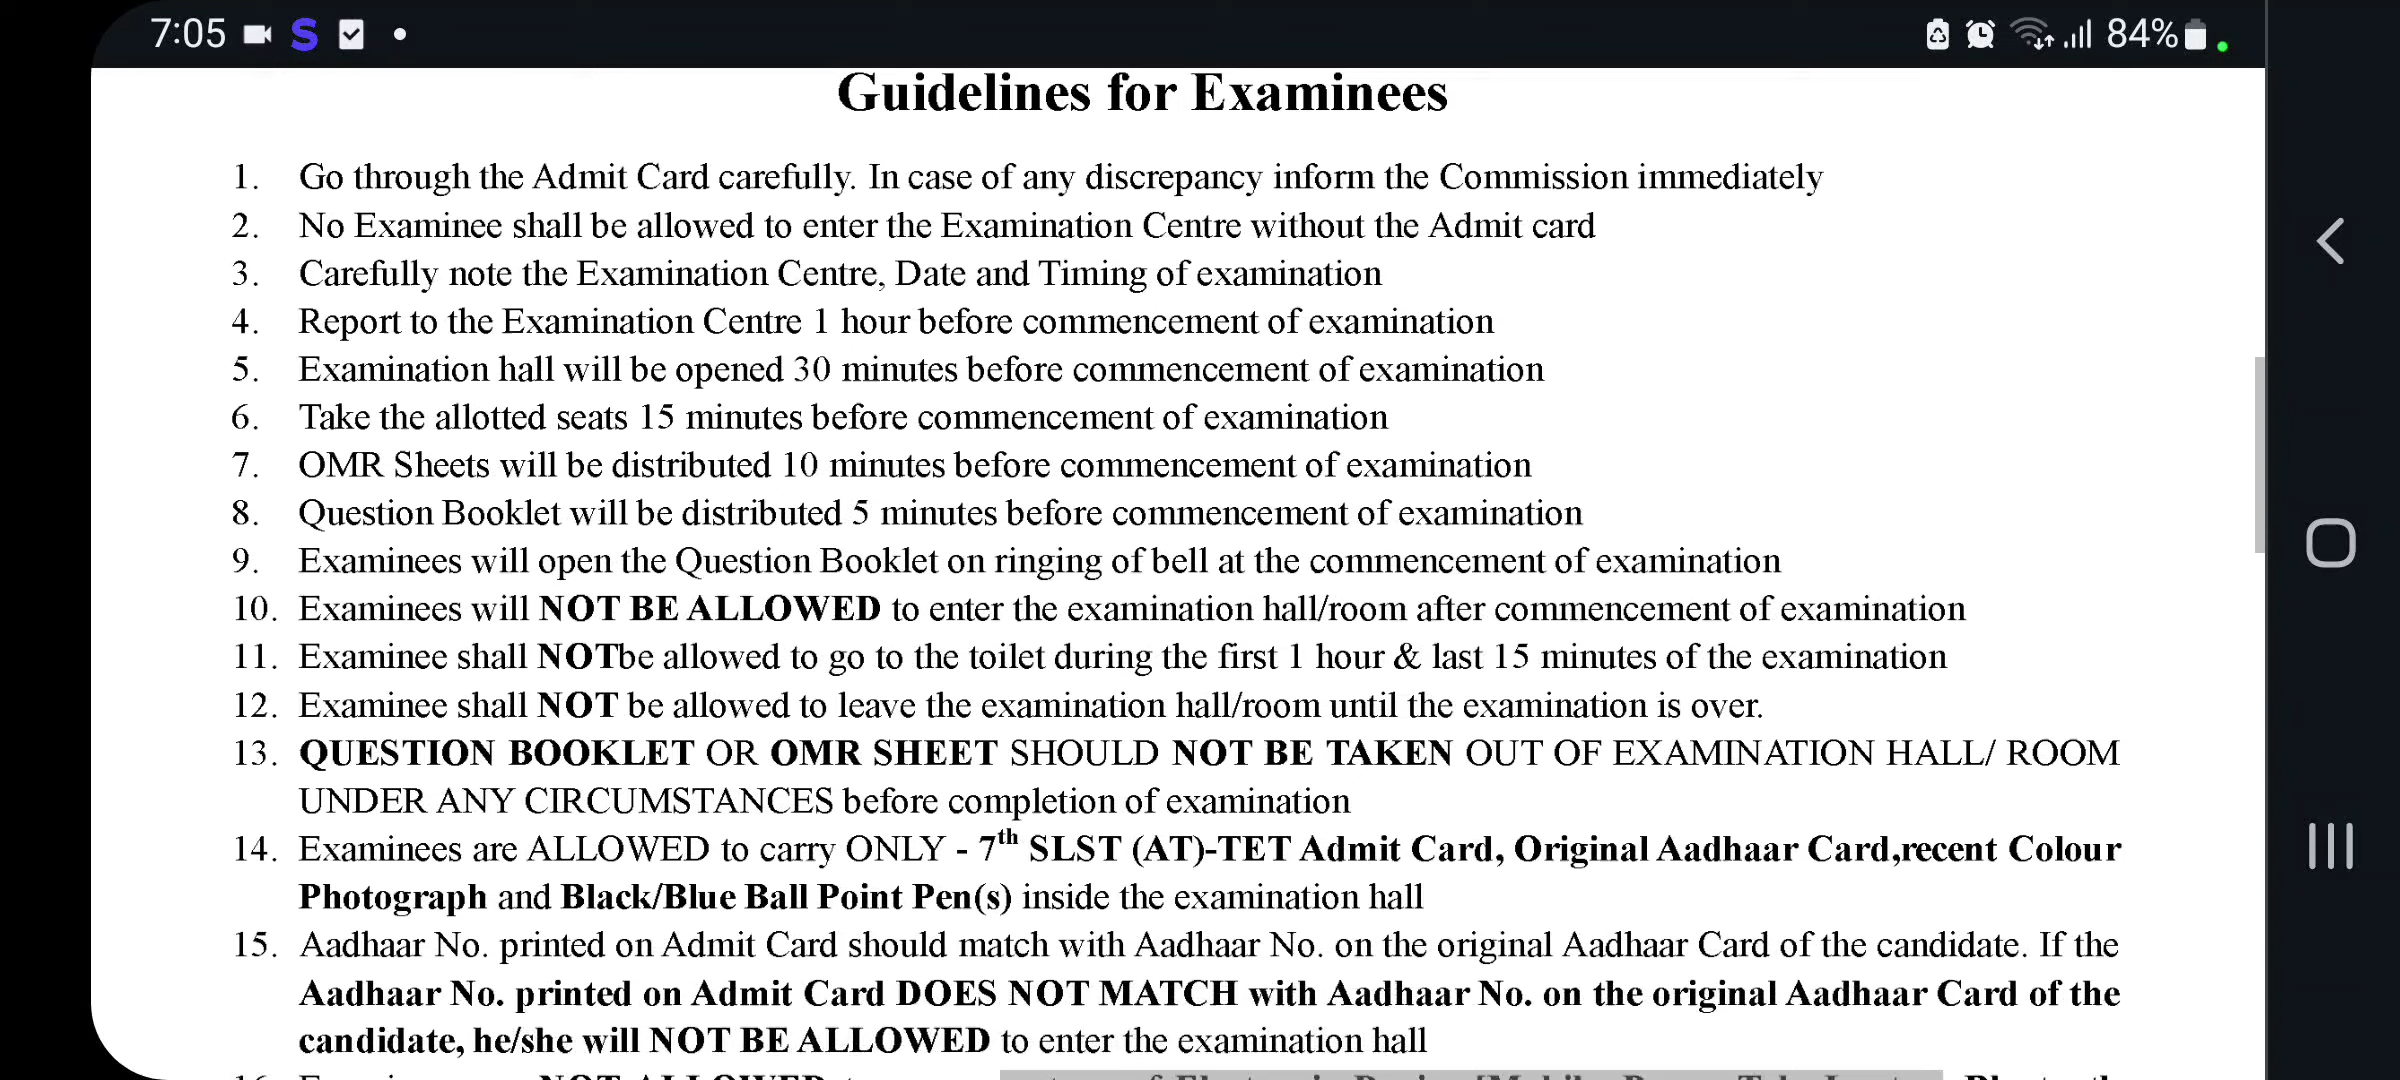 7:05 S 84%
Guidelines for Examinees
1. Go through the Admit Card carefully. In case of any discrepancy inform the Commission immediately
2. No Examinee shall be allowed to enter the Examination Centre without the Admit card
3. Carefully note the Examination Centre, Date and Timing of examination
4. Report to the Examination Centre 1 hour before commencement of examination
5. Examination hall will be opened 30 minutes before commencement of examination
6. Take the allotted seats 15 minutes before commencement of examination
7. OMR Sheets will be distributed 10 minutes before commencement of examination
8. Question Booklet will be distributed 5 minutes before commencement of examination
9. Examinees will open the Question Booklet on ringing of bell at the commencement of examination
10. Examinees will NOT BE ALLOWED to enter the examination hall/room after commencement of examination
11. Examinee shall NOTbe allowed to go to the toilet during the first 1 hour & last 15 minutes of the examination
12. Examinee shall NOT be allowed to leave the examination hall/room until the examination is over.
13. QUESTION BOOKLET OR OMR SHEET SHOULD NOT BE TAKEN OUT OF EXAMINATION HALL/ ROOM
UNDER ANY CIRCUMSTANCES before completion of examination
14. Examinees are ALLOWED to carry ONLY - 7th SLST (AT)-TET Admit Card, Original Aadhaar Card,recent Colour
Photograph and Black/Blue Ball Point Pen(s) inside the examination hall
15. Aadhaar No. printed on Admit Card should match with Aadhaar No. on the original Aadhaar Card of the candidate. If the
Aadhaar No. printed on Admit Card DOES NOT MATCH with Aadhaar No. on the original Aadhaar Card of the
candidate, he/she will NOT BE ALLOWED to enter the examination hall